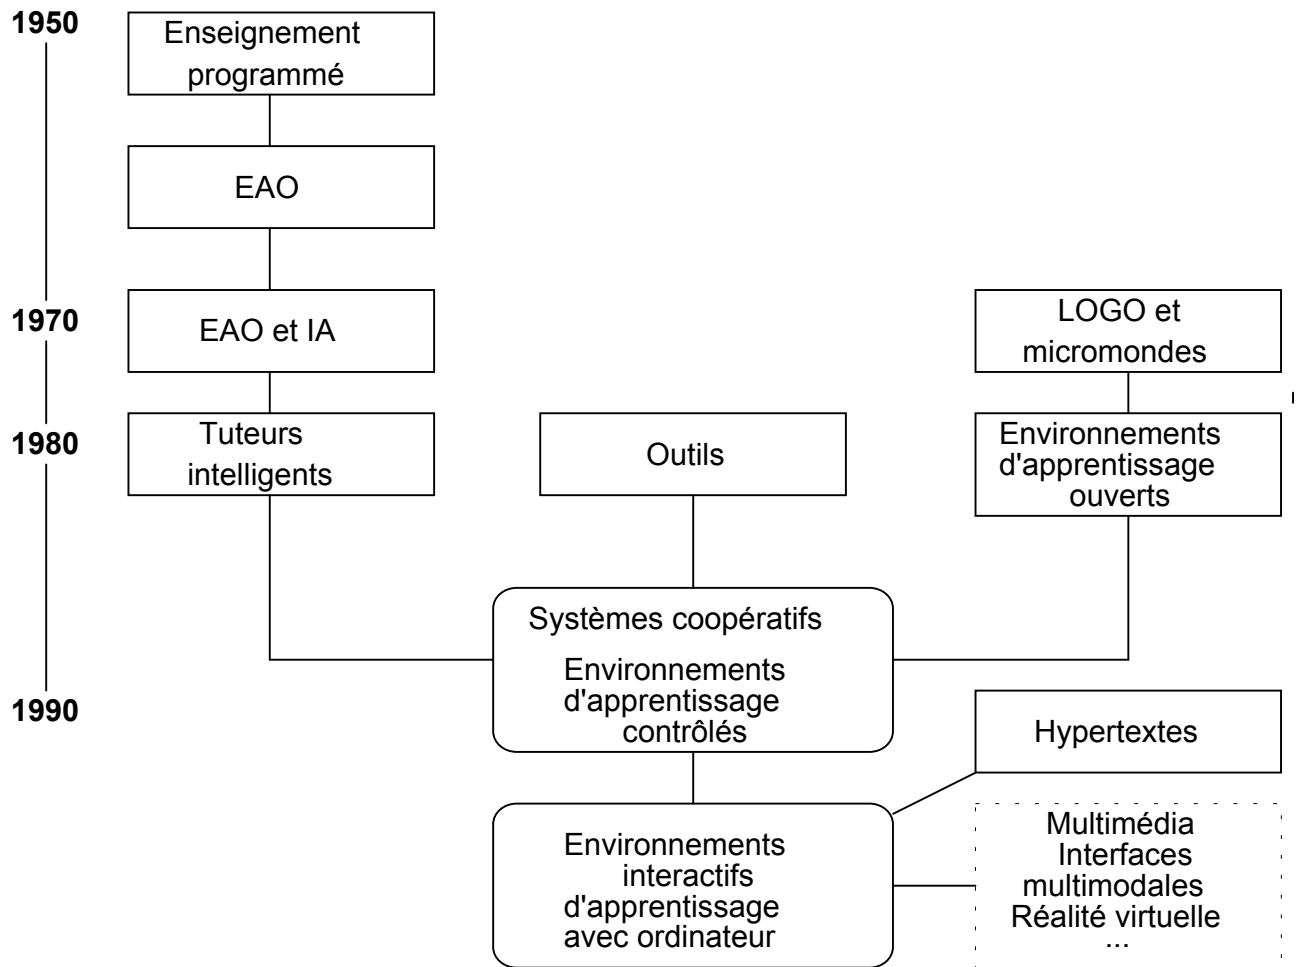 1950
Enseignement
programmé
EAO
1970
EAO et IA
LOGO et
micromondes
1980
Tuteurs
intelligents
Outils
Environnements
d'apprentissage
ouverts
Systèmes coopératifs
Environnements
d'apprentissage
contrôlés
1990
Hypertextes
Environnements
interactifs
d'apprentissage
avec ordinateur
Multimédia
Interfaces
multimodales
Réalité virtuelle
...